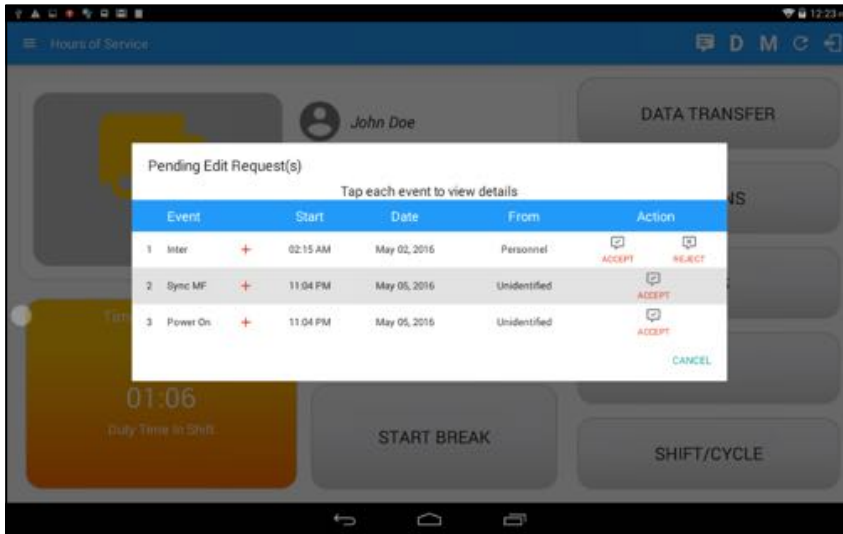 12:23
Hours of Service
D M C
John Doe
DATA TRANSFER
Pending Edit Request(s)
Tap each event to view details
Event Start Date From Action
1 Inter + 02:15 AM May 02, 2016 Personnel ACCEPT REJECT
2 Sync MF + 11:04 PM May 05, 2016 Unidentified ACCEPT
3 Power On + 11:04 PM May 05, 2016 Unidentified ACCEPT
CANCEL
01:06
Duty Time in Shift
START BREAK
SHIFT/CYCLE